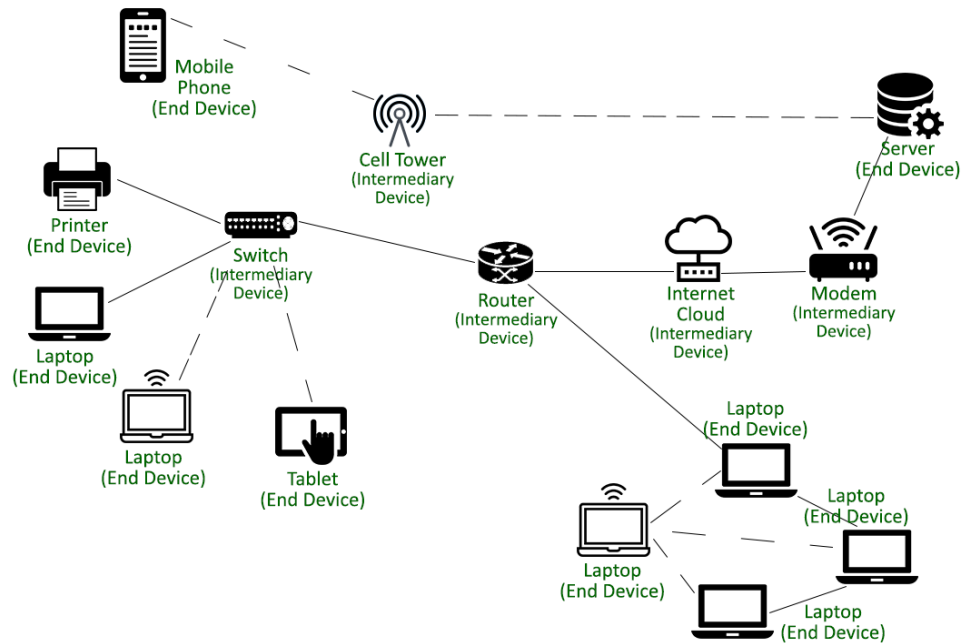 Mobile
Phone
(End Device)
Cell Tower
(Intermediary
Device)
Server
(End Device)
Printer
(End Device)
Switch
(Intermediary
Device)
Router
(Intermediary
Device)
Internet
Cloud
(Intermediary
Device)
Modem
(Intermediary
Device)
Laptop
(End Device)
Laptop
(End Device)
Tablet
(End Device)
Laptop
(End Device)
Laptop
(End Device)
Laptop
(End Device)
Laptop
(End Device)